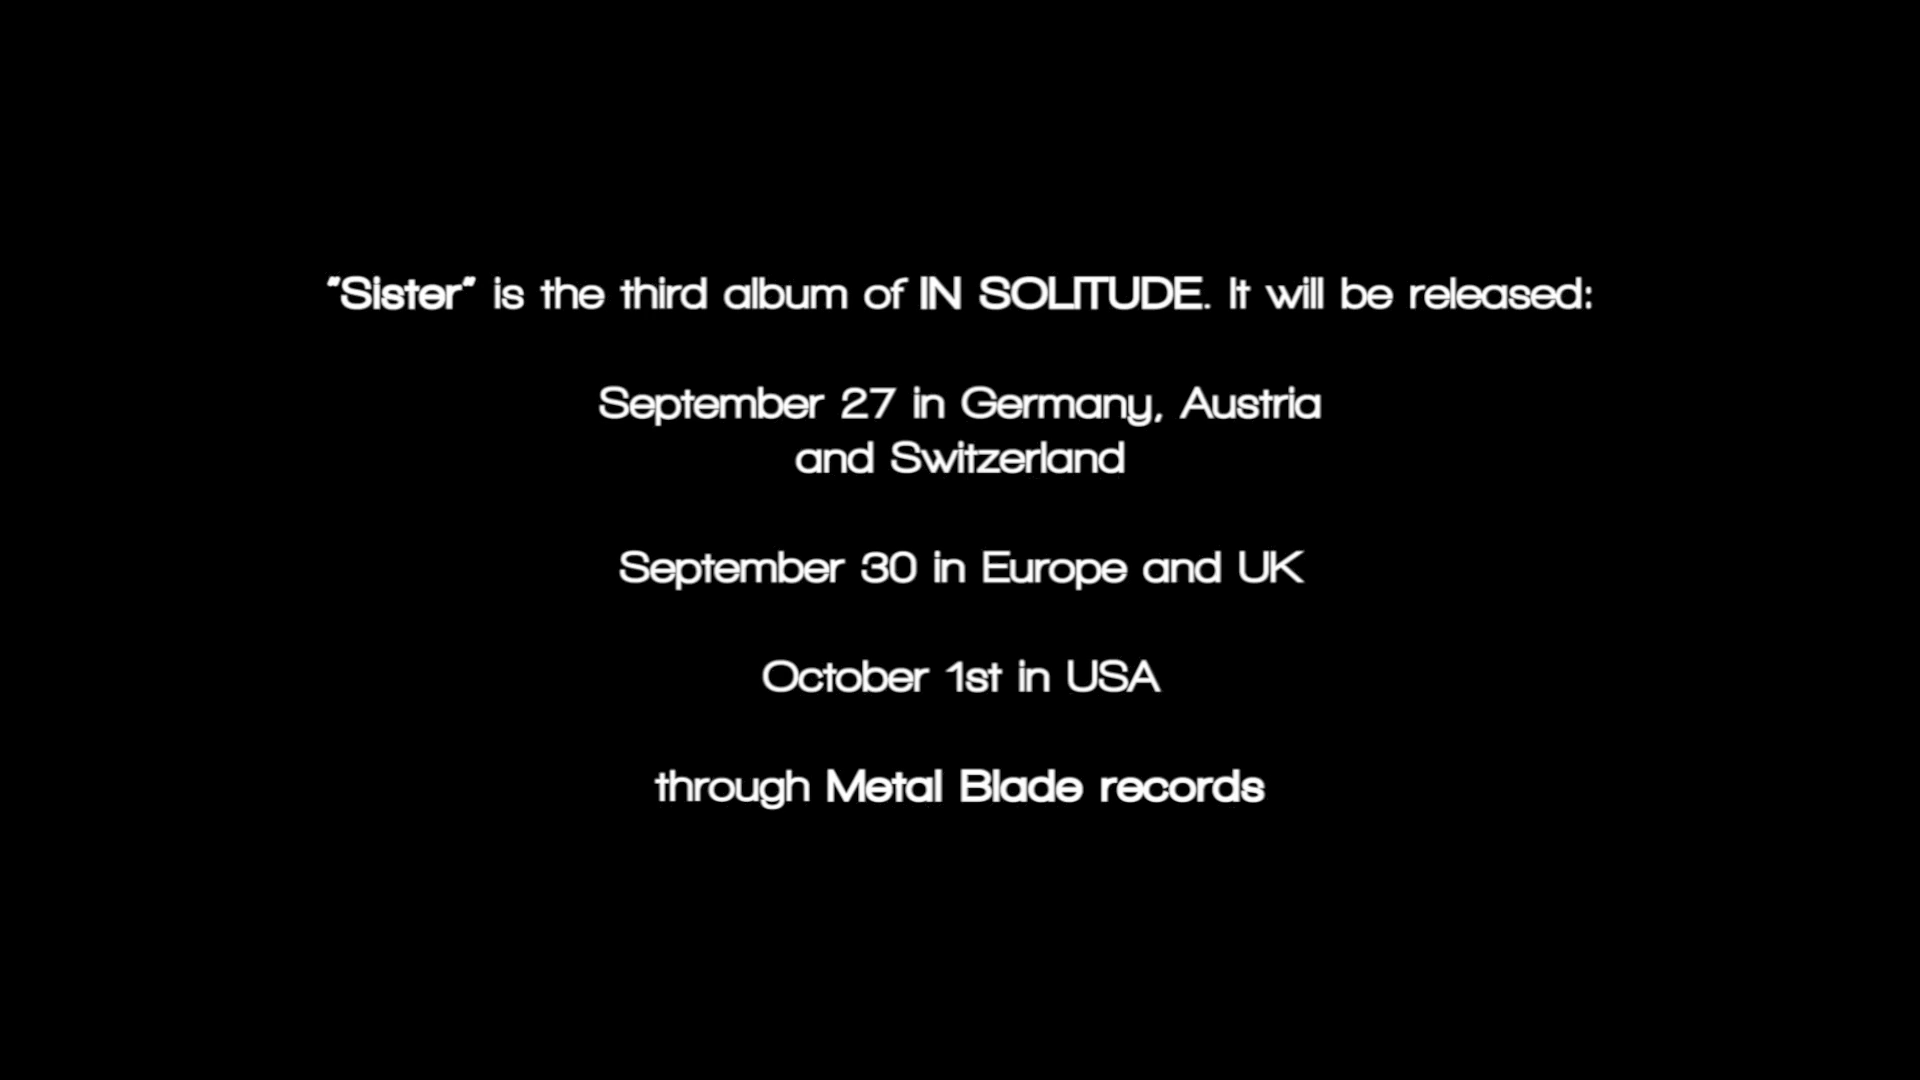 "Sister" is the third album of IN SOLITUDE. It will be released:
September 27 in Germany, Austria
and Switzerland
September 30 in Europe and UK
October 1st in USA
through Metal Blade records